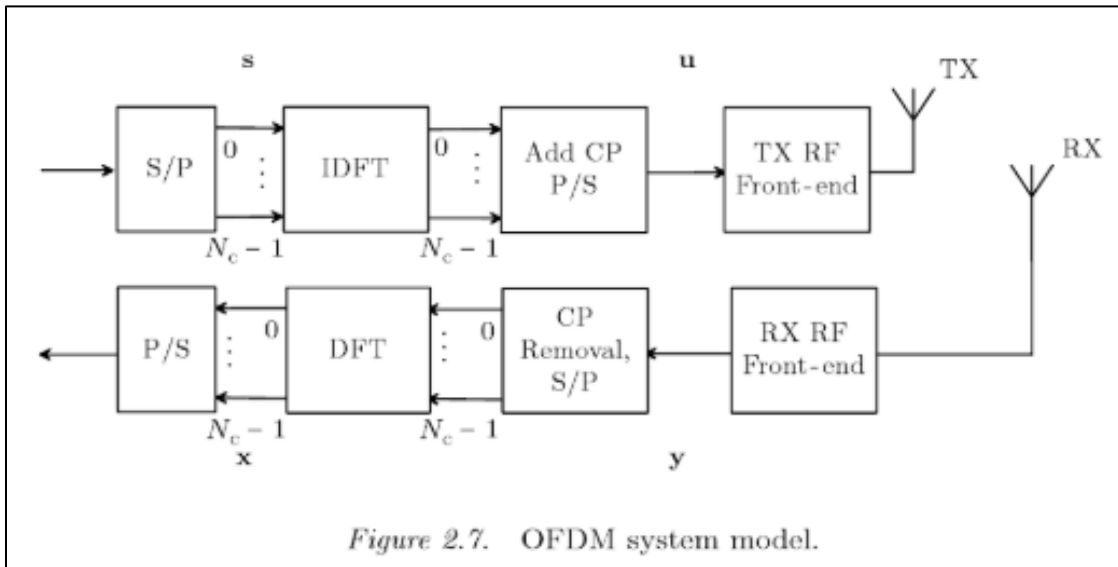 s
u
TX
S/P
0
⋮
N_c − 1
IDFT
0
⋮
N_c − 1
Add CP
P/S
TX RF
Front-end
RX
P/S
0
⋮
N_c − 1
DFT
0
⋮
N_c − 1
CP
Removal,
S/P
RX RF
Front-end
x
y
Figure 2.7. OFDM system model.